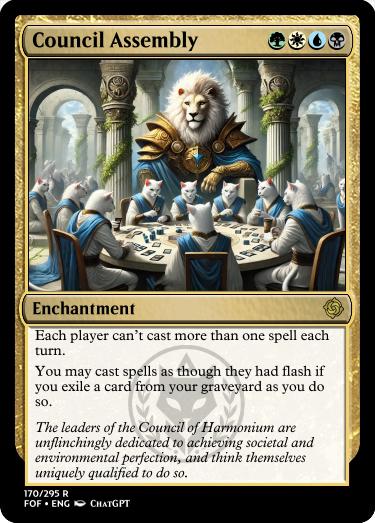 Council Assembly
Enchantment
Each player can't cast more than one spell each
turn.
You may cast spells as though they had flash if
you exile a card from your graveyard as you do
so.
The leaders of the Council of Harmonium are
unflinchingly dedicated to achieving societal and
environmental perfection, and think themselves
uniquely qualified to do so.
170/295 R
FOF • ENG ChatGPT